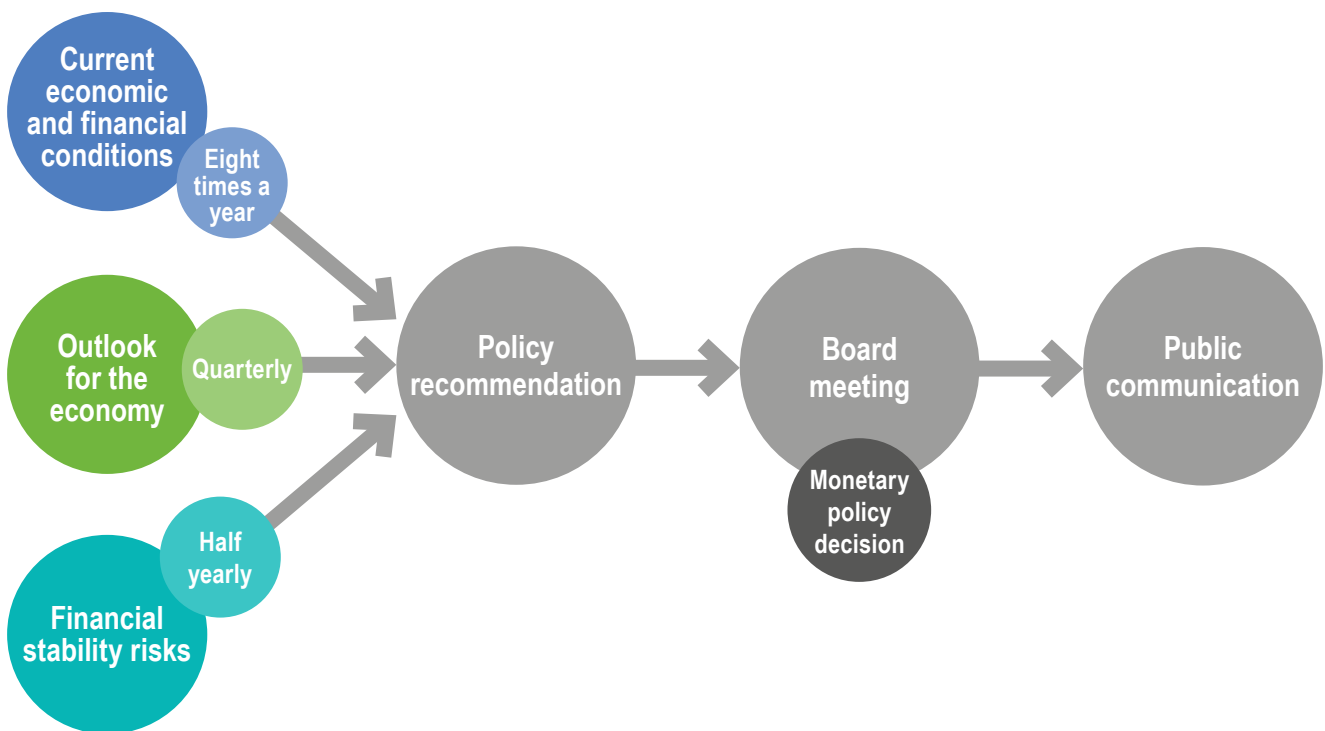 Current
economic
and financial
conditions
Eight
times a
year
Outlook
for the
economy
Quarterly
Financial
stability risks
Half
yearly
Policy
recommendation
Board
meeting
Monetary
policy
decision
Public
communication